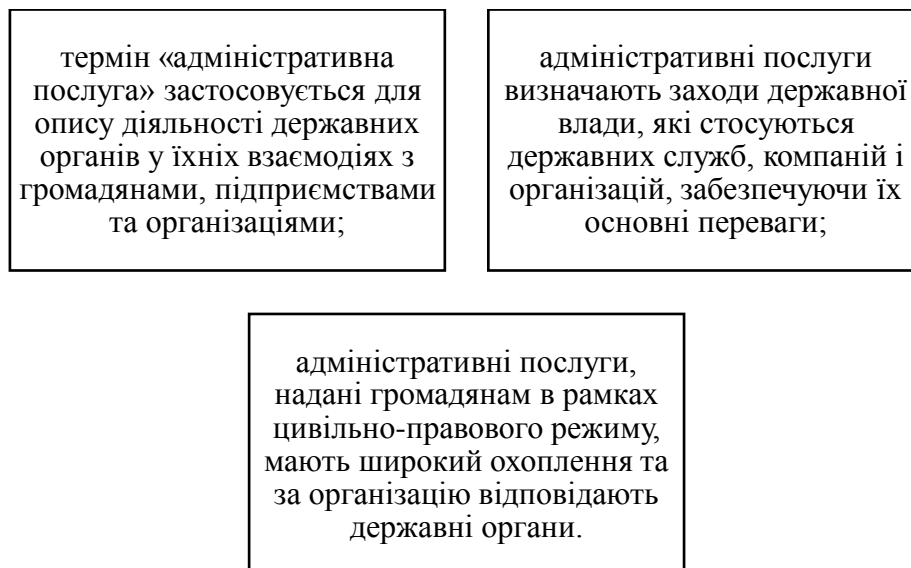 термін «адміністративна
послуга» застосовується для
опису діяльності державних
органів у їхніх взаємодіях з
громадянами, підприємствами
та організаціями;
адміністративні послуги
визначають заходи державної
влади, які стосуються
державних служб, компаній і
організацій, забезпечуючи їх
основні переваги;
адміністративні послуги,
надані громадянам в рамках
цивільно-правового режиму,
мають широкий охоплення та
за організацію відповідають
державні органи.